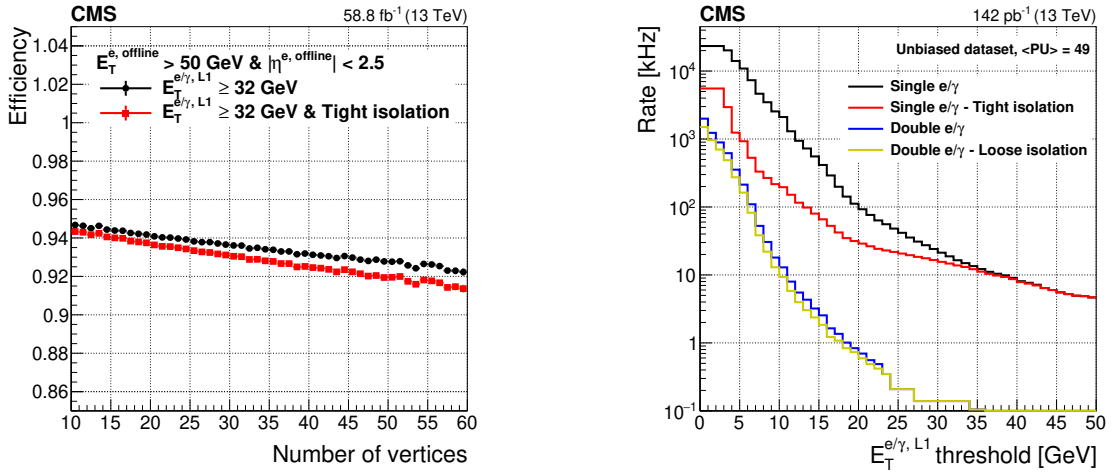 CMS 58.8 fb⁻¹ (13 TeV)
Efficiency
1.04
1.02
1
0.98
0.96
0.94
0.92
0.9
0.88
0.86
E_T^{e, offline} > 50 GeV & |η^{e, offline}| < 2.5
E_T^{e/γ, L1} ≥ 32 GeV
E_T^{e/γ, L1} ≥ 32 GeV & Tight isolation
10 15 20 25 30 35 40 45 50 55 60
Number of vertices
CMS 142 pb⁻¹ (13 TeV)
Rate [kHz]
Unbiased dataset, <PU> = 49
Single e/γ
Single e/γ - Tight isolation
Double e/γ
Double e/γ - Loose isolation
10⁴
10³
10²
10
1
10⁻¹
0 5 10 15 20 25 30 35 40 45 50
E_T^{e/γ, L1} threshold [GeV]